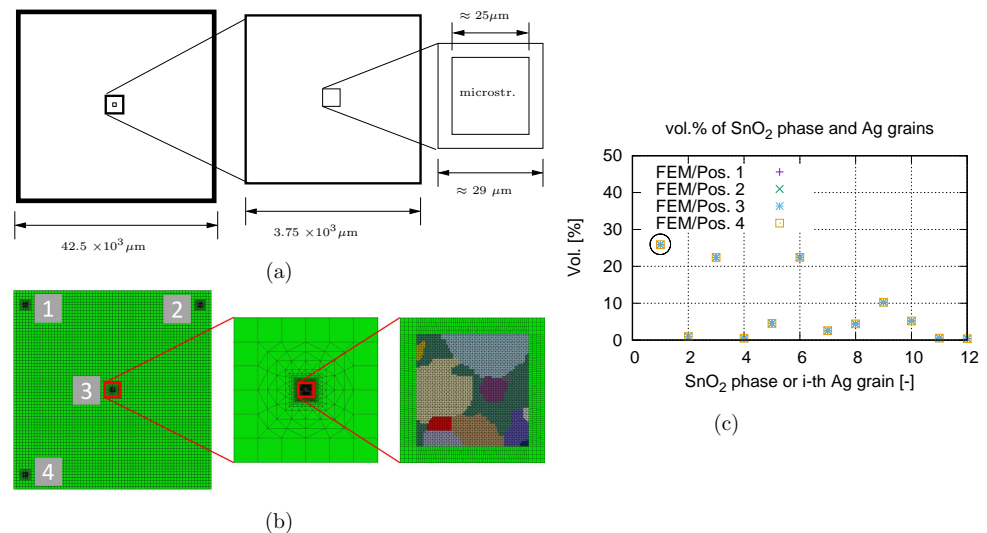 ≈ 25μm
microstr.
≈ 29 μm
42.5 ×10³μm
3.75 ×10³μm
(a)
1
2
3
4
(b)
vol.% of SnO₂ phase and Ag grains
FEM/Pos. 1
FEM/Pos. 2
FEM/Pos. 3
FEM/Pos. 4
Vol. [%]
50
40
30
20
10
0
0 2 4 6 8 10 12
SnO₂ phase or i-th Ag grain [-]
(c)